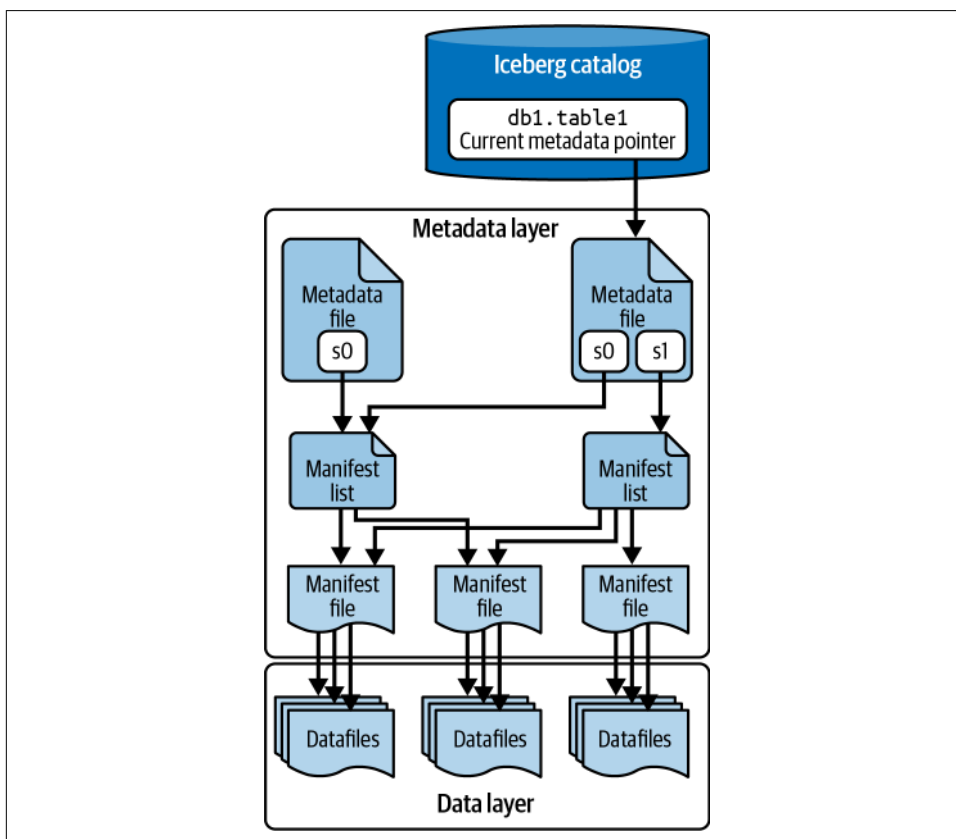 Iceberg catalog
db1.table1
Current metadata pointer
Metadata layer
Metadata
file
s0
Metadata
file
s0
s1
Manifest
list
Manifest
list
Manifest
file
Manifest
file
Manifest
file
Datafiles
Datafiles
Datafiles
Data layer